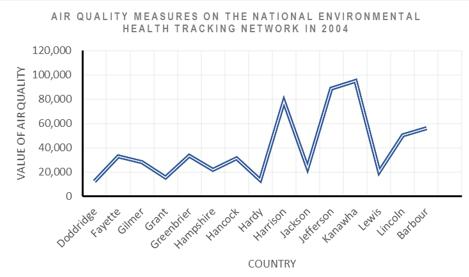 AIR QUALITY MEASURES ON THE NATIONAL ENVIRONMENTAL
HEALTH TRACKING NETWORK IN 2004
120,000
100,000
80,000
60,000
40,000
20,000
0
VALUE OF AIR QUALITY
Doddridge
Fayette
Gilmer
Grant
Greenbrier
Hampshire
Hancock
Hardy
Harrison
Jackson
Jefferson
Kanawha
Lewis
Lincoln
Barbour
COUNTRY